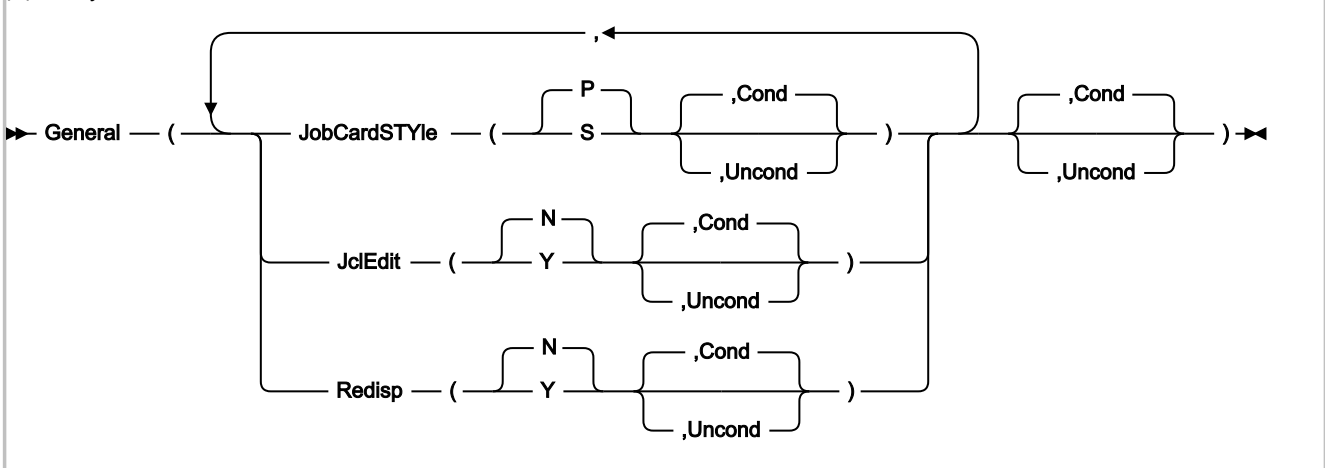 ,
P ,Cond ,Cond
General ( JobCardSTYle ( S ) )
,Uncond ,Uncond
N ,Cond
JclEdit ( Y )
,Uncond
N ,Cond
Redisp ( Y )
,Uncond